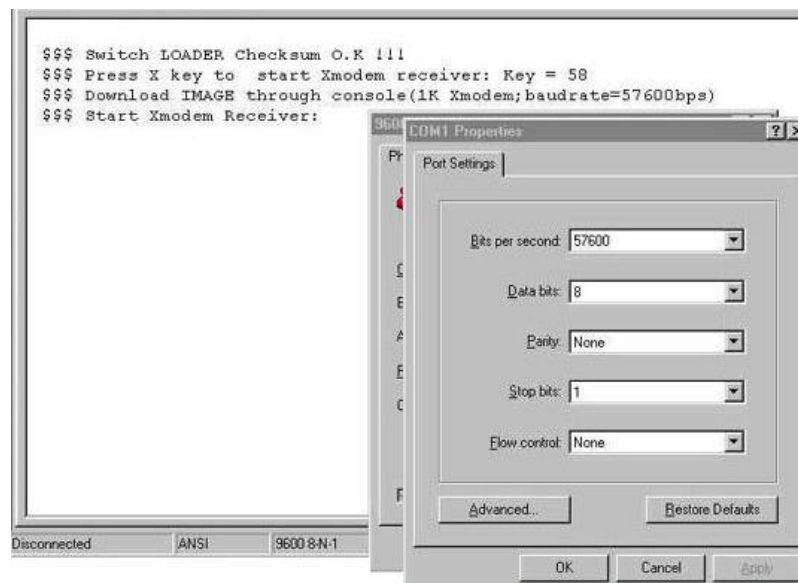 $$$ Switch LOADER Checksum O.K !!!
$$$ Press X key to  start Xmodem receiver: Key = 58
$$$ Download IMAGE through console(1K Xmodem;baudrate=57600bps)
$$$ Start Xmodem Receiver:
9600
COM1 Properties
Ph
Port Settings
Bits per second: 57600
Data bits: 8
Parity: None
Stop bits: 1
Flow control: None
Advanced...
Restore Defaults
Disconnected
ANSI
9600 8-N-1
OK
Cancel
Apply